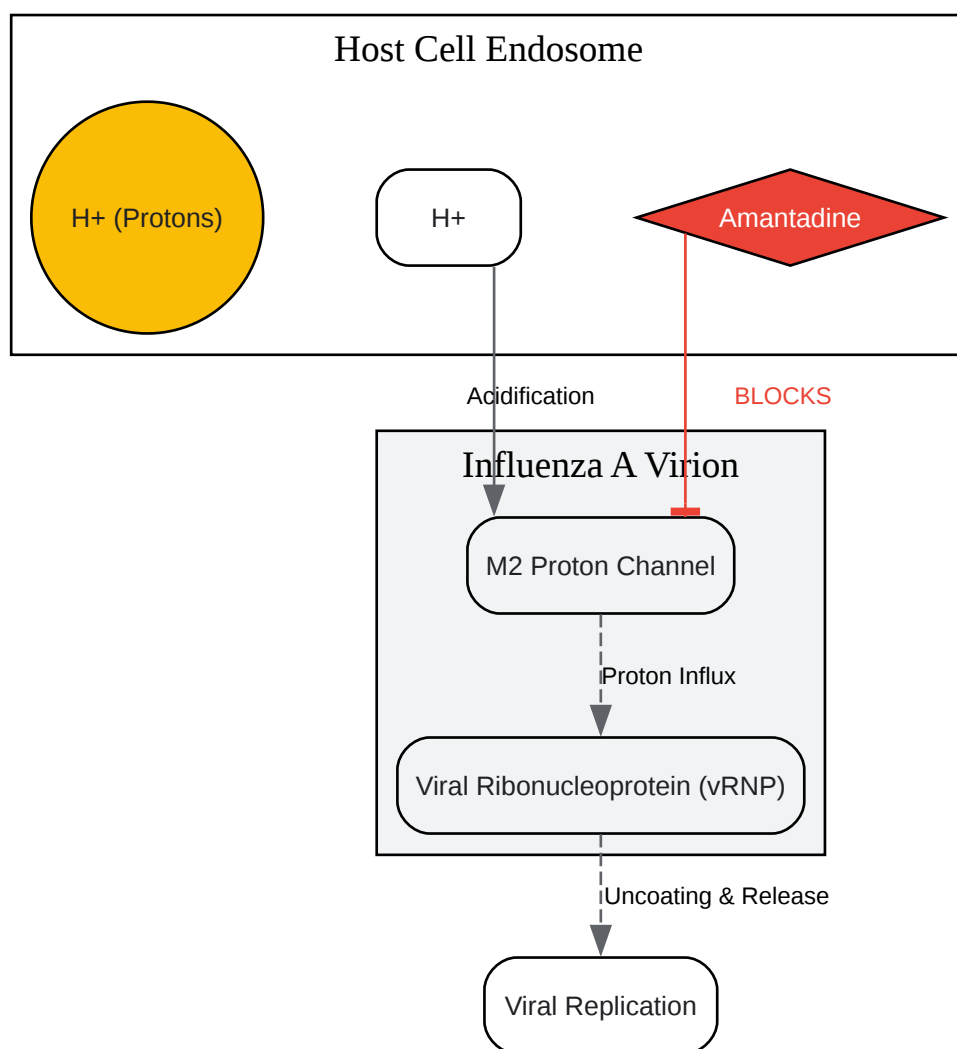 Host Cell Endosome
H+ (Protons)
H+
Amantadine
Acidification
BLOCKS
Influenza A Virion
M2 Proton Channel
Proton Influx
Viral Ribonucleoprotein (vRNP)
Uncoating & Release
Viral Replication